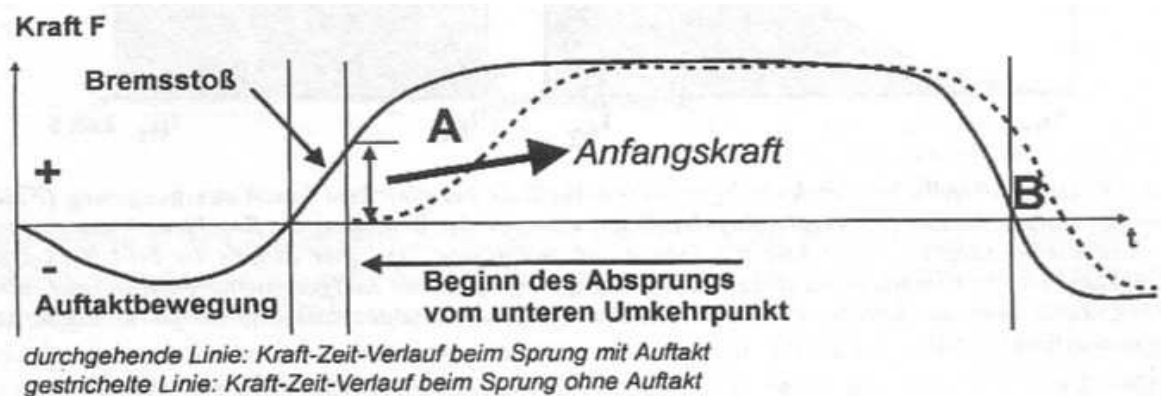 Kraft F
Bremsstoß
A
Anfangskraft
+
B
t
-
Auftaktbewegung
Beginn des Absprungs
vom unteren Umkehrpunkt
durchgehende Linie: Kraft-Zeit-Verlauf beim Sprung mit Auftakt
gestrichelte Linie: Kraft-Zeit-Verlauf beim Sprung ohne Auftakt